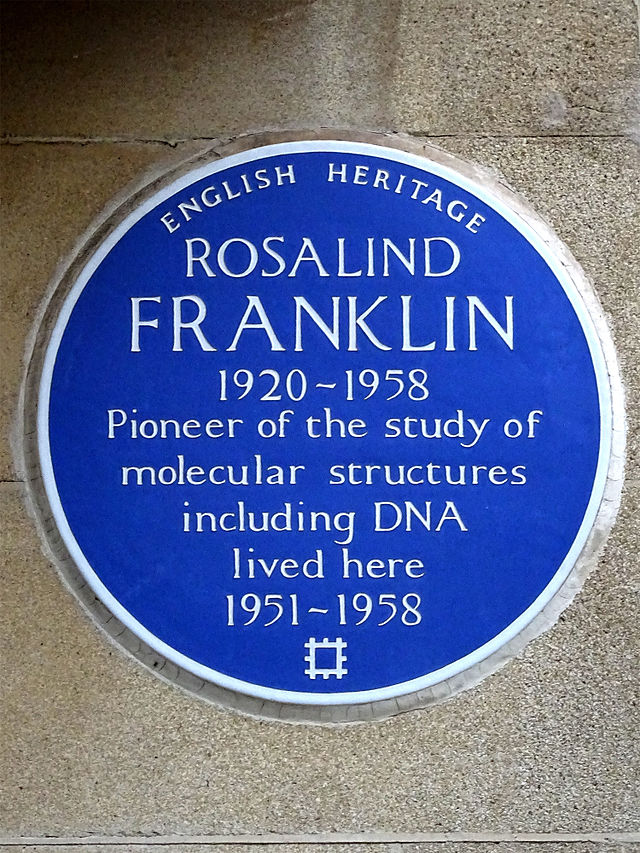 ENGLISH HERITAGE
ROSALIND
FRANKLIN
1920~1958
Pioneer of the study of
molecular structures
including DNA
lived here
1951~1958